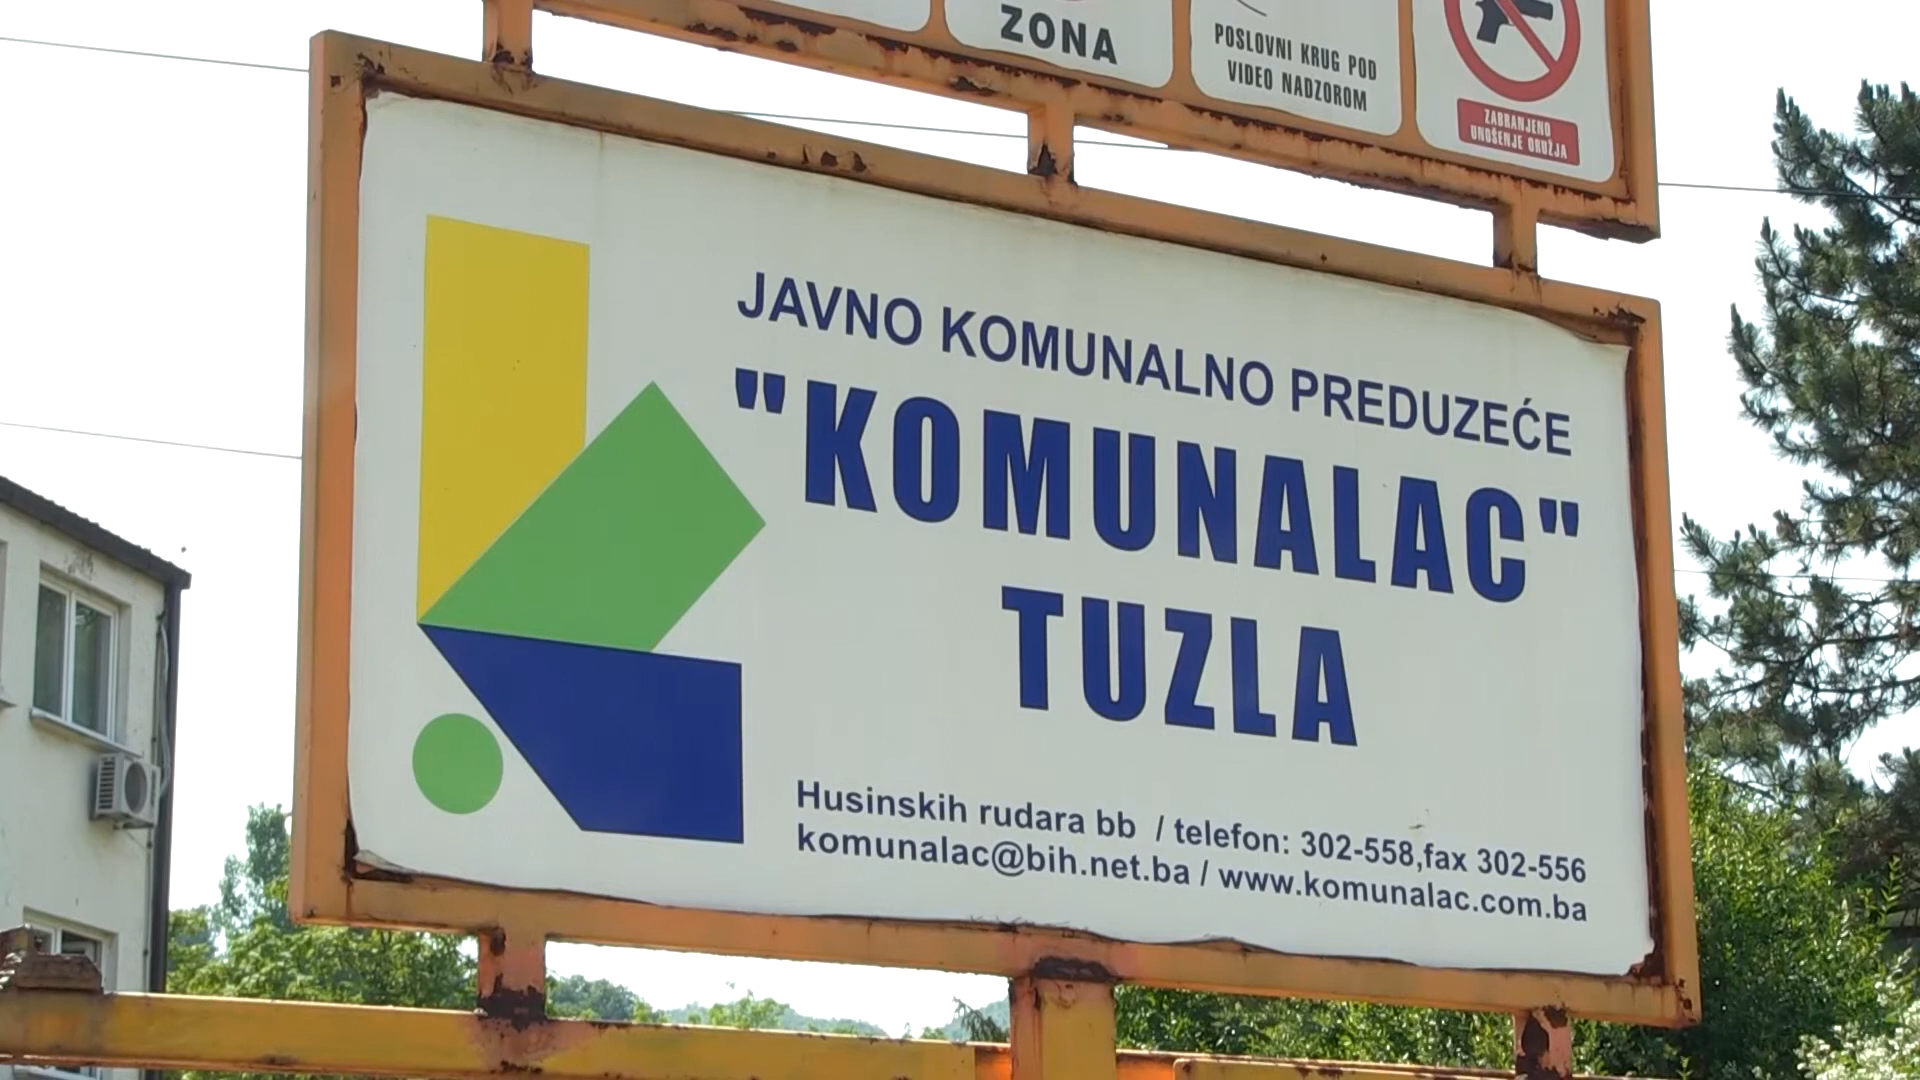 ZONA
POSLOVNI KRUG POD
VIDEO NADZOROM
ZABRANJENO
UNOŠENJE ORUŽJA
JAVNO KOMUNALNO PREDUZEĆE
"KOMUNALAC"
TUZLA
Husinskih rudara bb / telefon: 302-558,fax 302-556
komunalac@bih.net.ba / www.komunalac.com.ba